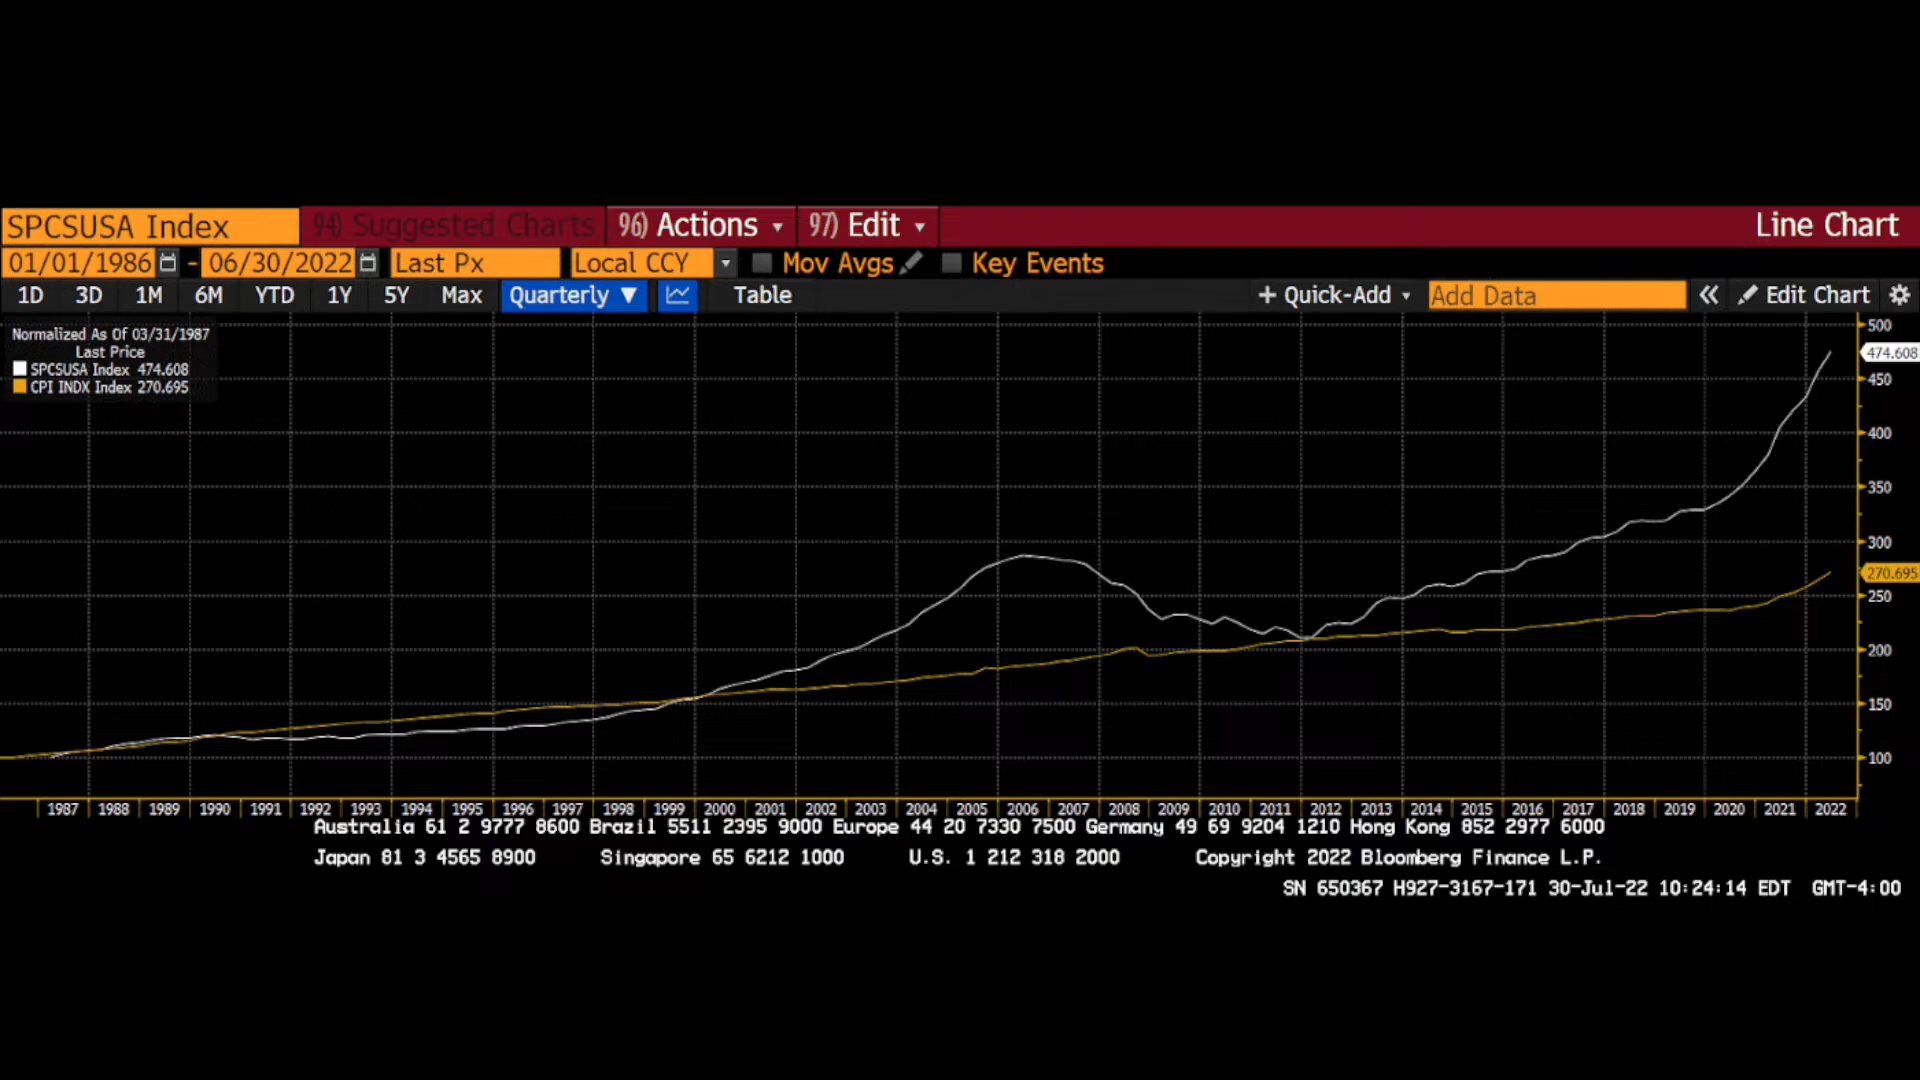 SPCSUSA Index 94) Suggested Charts 96) Actions 97) Edit Line Chart
01/01/1986 - 06/30/2022 Last Px Local CCY Mov Avgs Key Events
1D 3D 1M 6M YTD 1Y 5Y Max Quarterly ▼ Table + Quick-Add Add Data « Edit Chart
Normalized As Of 03/31/1987
Last Price
SPCSUSA Index 474.608
CPI INDX Index 270.695
500
474.608
450
400
350
300
270.695
250
200
150
100
1987 1988 1989 1990 1991 1992 1993 1994 1995 1996 1997 1998 1999 2000 2001 2002 2003 2004 2005 2006 2007 2008 2009 2010 2011 2012 2013 2014 2015 2016 2017 2018 2019 2020 2021 2022
Australia 61 2 9777 8600 Brazil 5511 2395 9000 Europe 44 20 7330 7500 Germany 49 69 9204 1210 Hong Kong 852 2977 6000
Japan 81 3 4565 8900 Singapore 65 6212 1000 U.S. 1 212 318 2000 Copyright 2022 Bloomberg Finance L.P.
SN 650367 H927-3167-171 30-Jul-22 10:24:14 EDT GMT-4:00